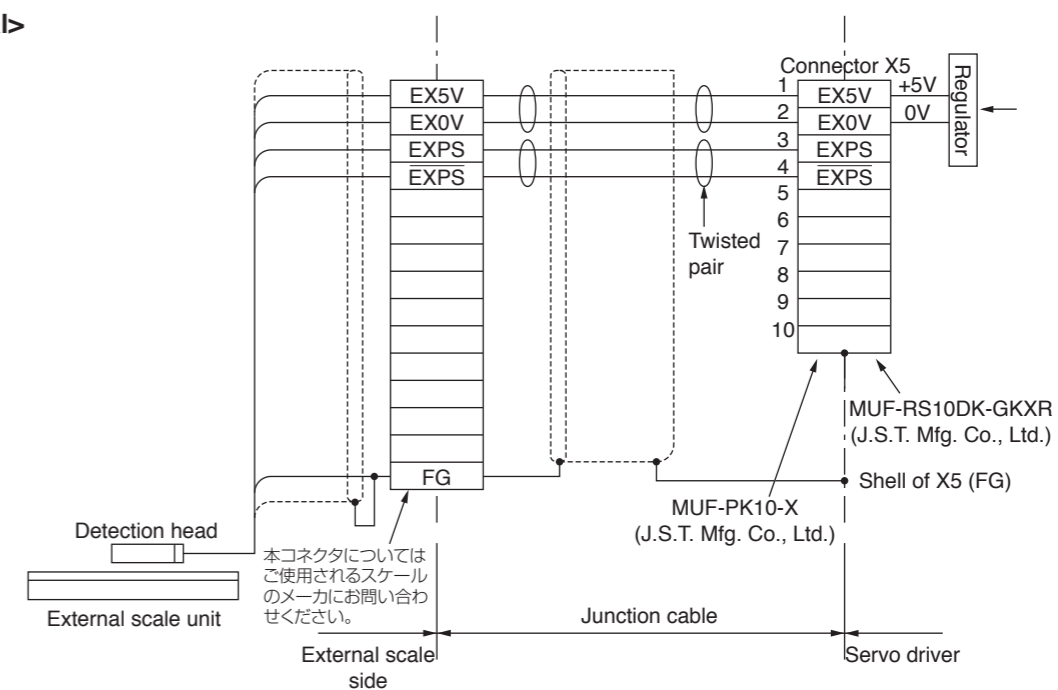 l>
Connector X5
EX5V
EX0V
EXPS
EXPS
FG
1
2
3
4
5
6
7
8
9
10
EX5V
EX0V
EXPS
EXPS
+5V
0V
Regulator
Twisted
pair
MUF-RS10DK-GKXR
(J.S.T. Mfg. Co., Ltd.)
Shell of X5 (FG)
MUF-PK10-X
(J.S.T. Mfg. Co., Ltd.)
Detection head
External scale unit
本コネクタについては
ご使用されるスケール
のメーカにお問い合わ
せください。
Junction cable
External scale
side
Servo driver